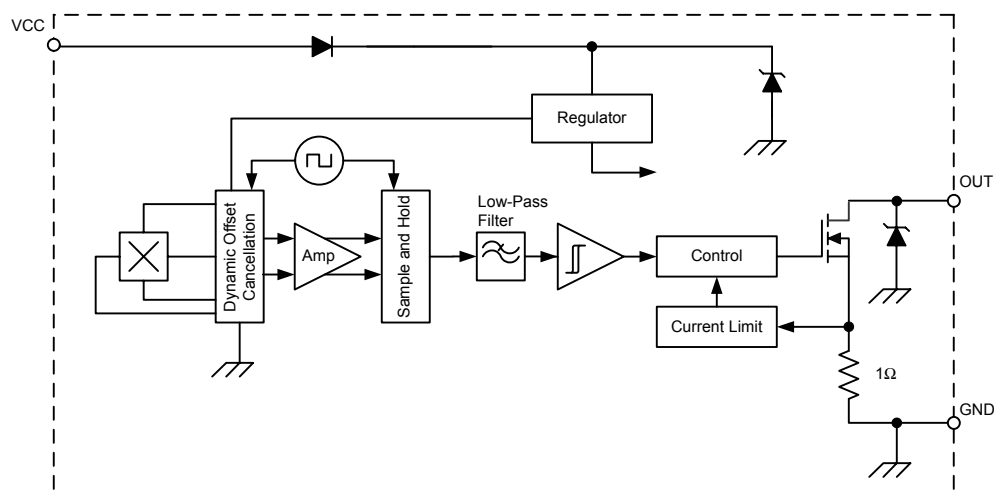 VCC
Regulator
OUT
Low-Pass
Filter
Dynamic Offset
Cancellation
Amp
Sample and Hold
Control
Current Limit
1Ω
GND